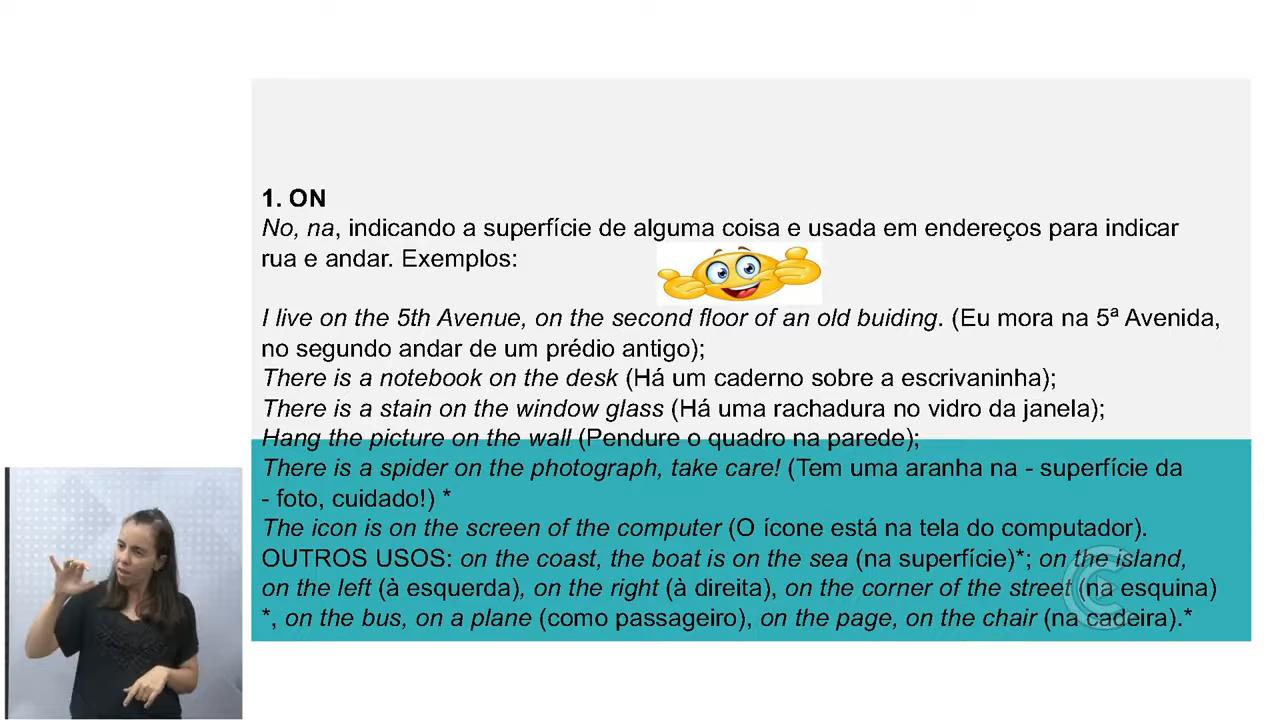 1. ON
No, na, indicando a superfície de alguma coisa e usada em endereços para indicar
rua e andar. Exemplos:
I live on the 5th Avenue, on the second floor of an old buiding. (Eu mora na 5ª Avenida,
no segundo andar de um prédio antigo);
There is a notebook on the desk (Há um caderno sobre a escrivaninha);
There is a stain on the window glass (Há uma rachadura no vidro da janela);
Hang the picture on the wall (Pendure o quadro na parede);
There is a spider on the photograph, take care! (Tem uma aranha na - superfície da
- foto, cuidado!) *
The icon is on the screen of the computer (O ícone está na tela do computador).
OUTROS USOS: on the coast, the boat is on the sea (na superfície)*; on the island,
on the left (à esquerda), on the right (à direita), on the corner of the street (na esquina)
*, on the bus, on a plane (como passageiro), on the page, on the chair (na cadeira).*